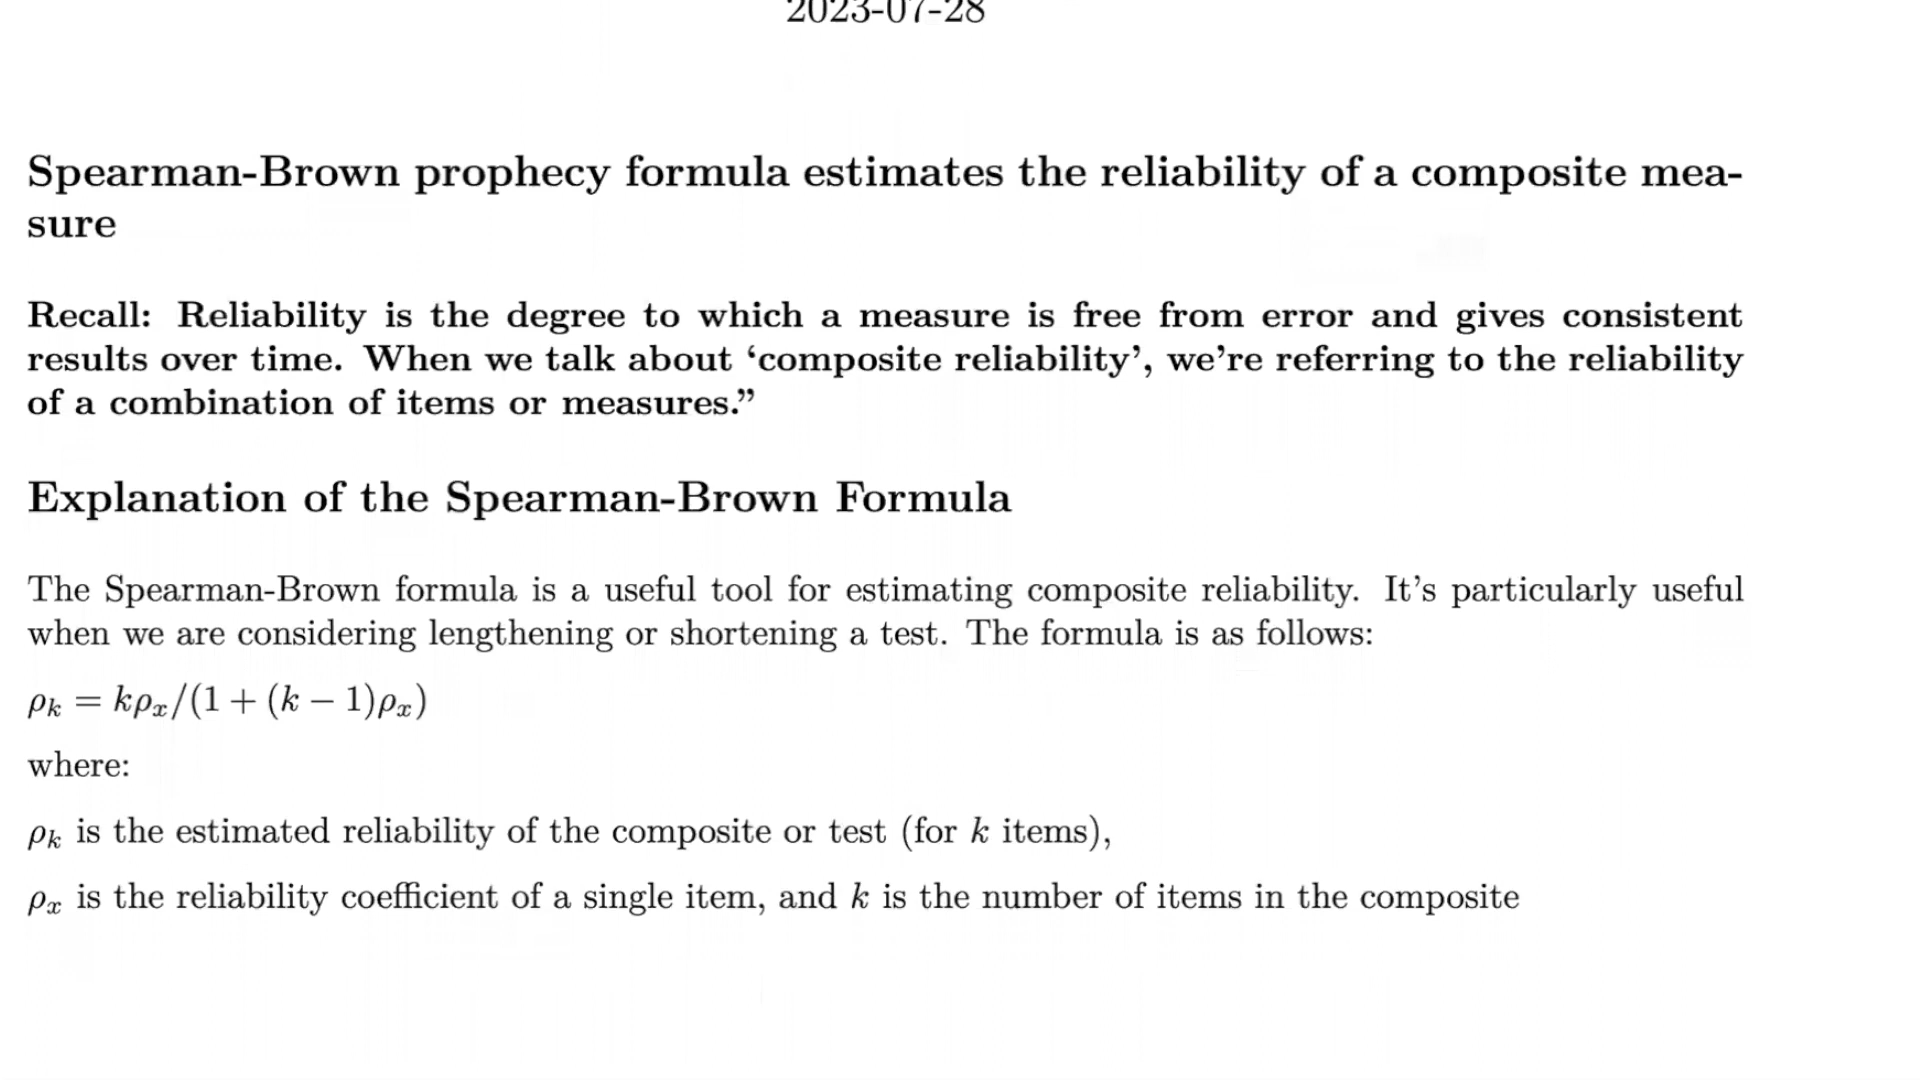 2023-07-28
Spearman-Brown prophecy formula estimates the reliability of a composite mea-
sure
Recall: Reliability is the degree to which a measure is free from error and gives consistent
results over time. When we talk about ‘composite reliability’, we’re referring to the reliability
of a combination of items or measures.”
Explanation of the Spearman-Brown Formula
The Spearman-Brown formula is a useful tool for estimating composite reliability. It’s particularly useful
when we are considering lengthening or shortening a test. The formula is as follows:
ρₖ = kρₓ/(1 + (k − 1)ρₓ)
where:
ρₖ is the estimated reliability of the composite or test (for k items),
ρₓ is the reliability coefficient of a single item, and k is the number of items in the composite